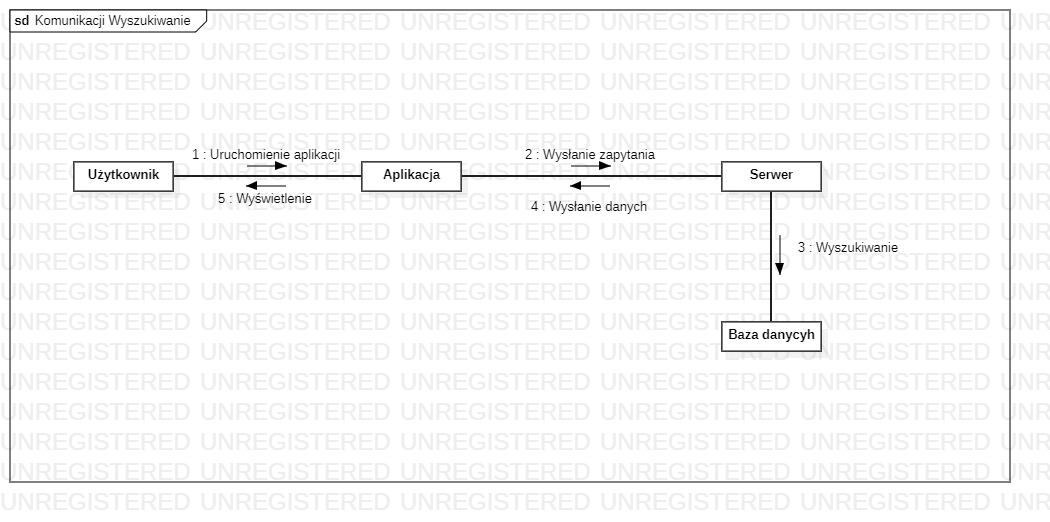 sd Komunikacji Wyszukiwanie
1 : Uruchomienie aplikacji
2 : Wysłanie zapytania
Użytkownik
Aplikacja
Serwer
5 : Wyświetlenie
4 : Wysłanie danych
3 : Wyszukiwanie
Baza danycyh
UNREGISTERED UNREGISTERED UNREGISTERED UNREGISTERED UNREGISTERED